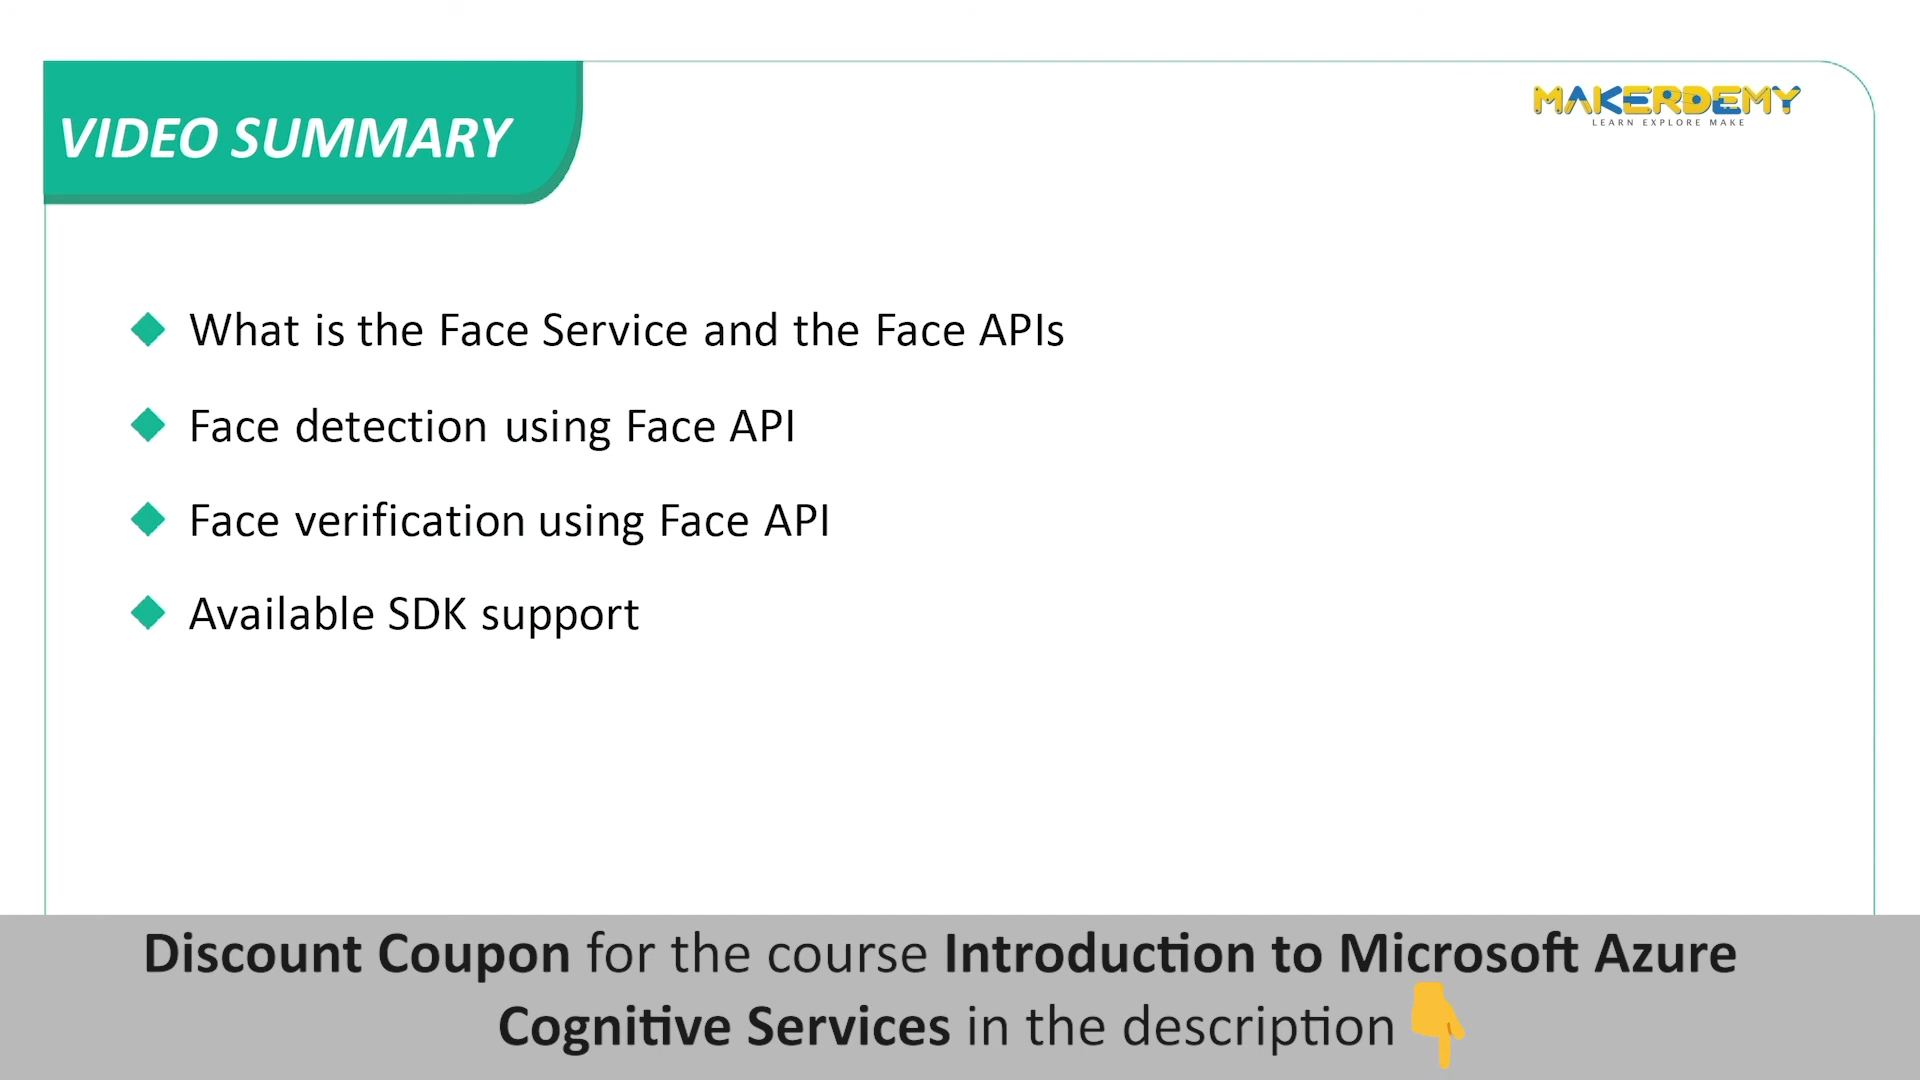 VIDEO SUMMARY
MAKERDEMY
LEARN EXPLORE MAKE
What is the Face Service and the Face APIs
Face detection using Face API
Face verification using Face API
Available SDK support
Discount Coupon for the course Introduction to Microsoft Azure
Cognitive Services in the description